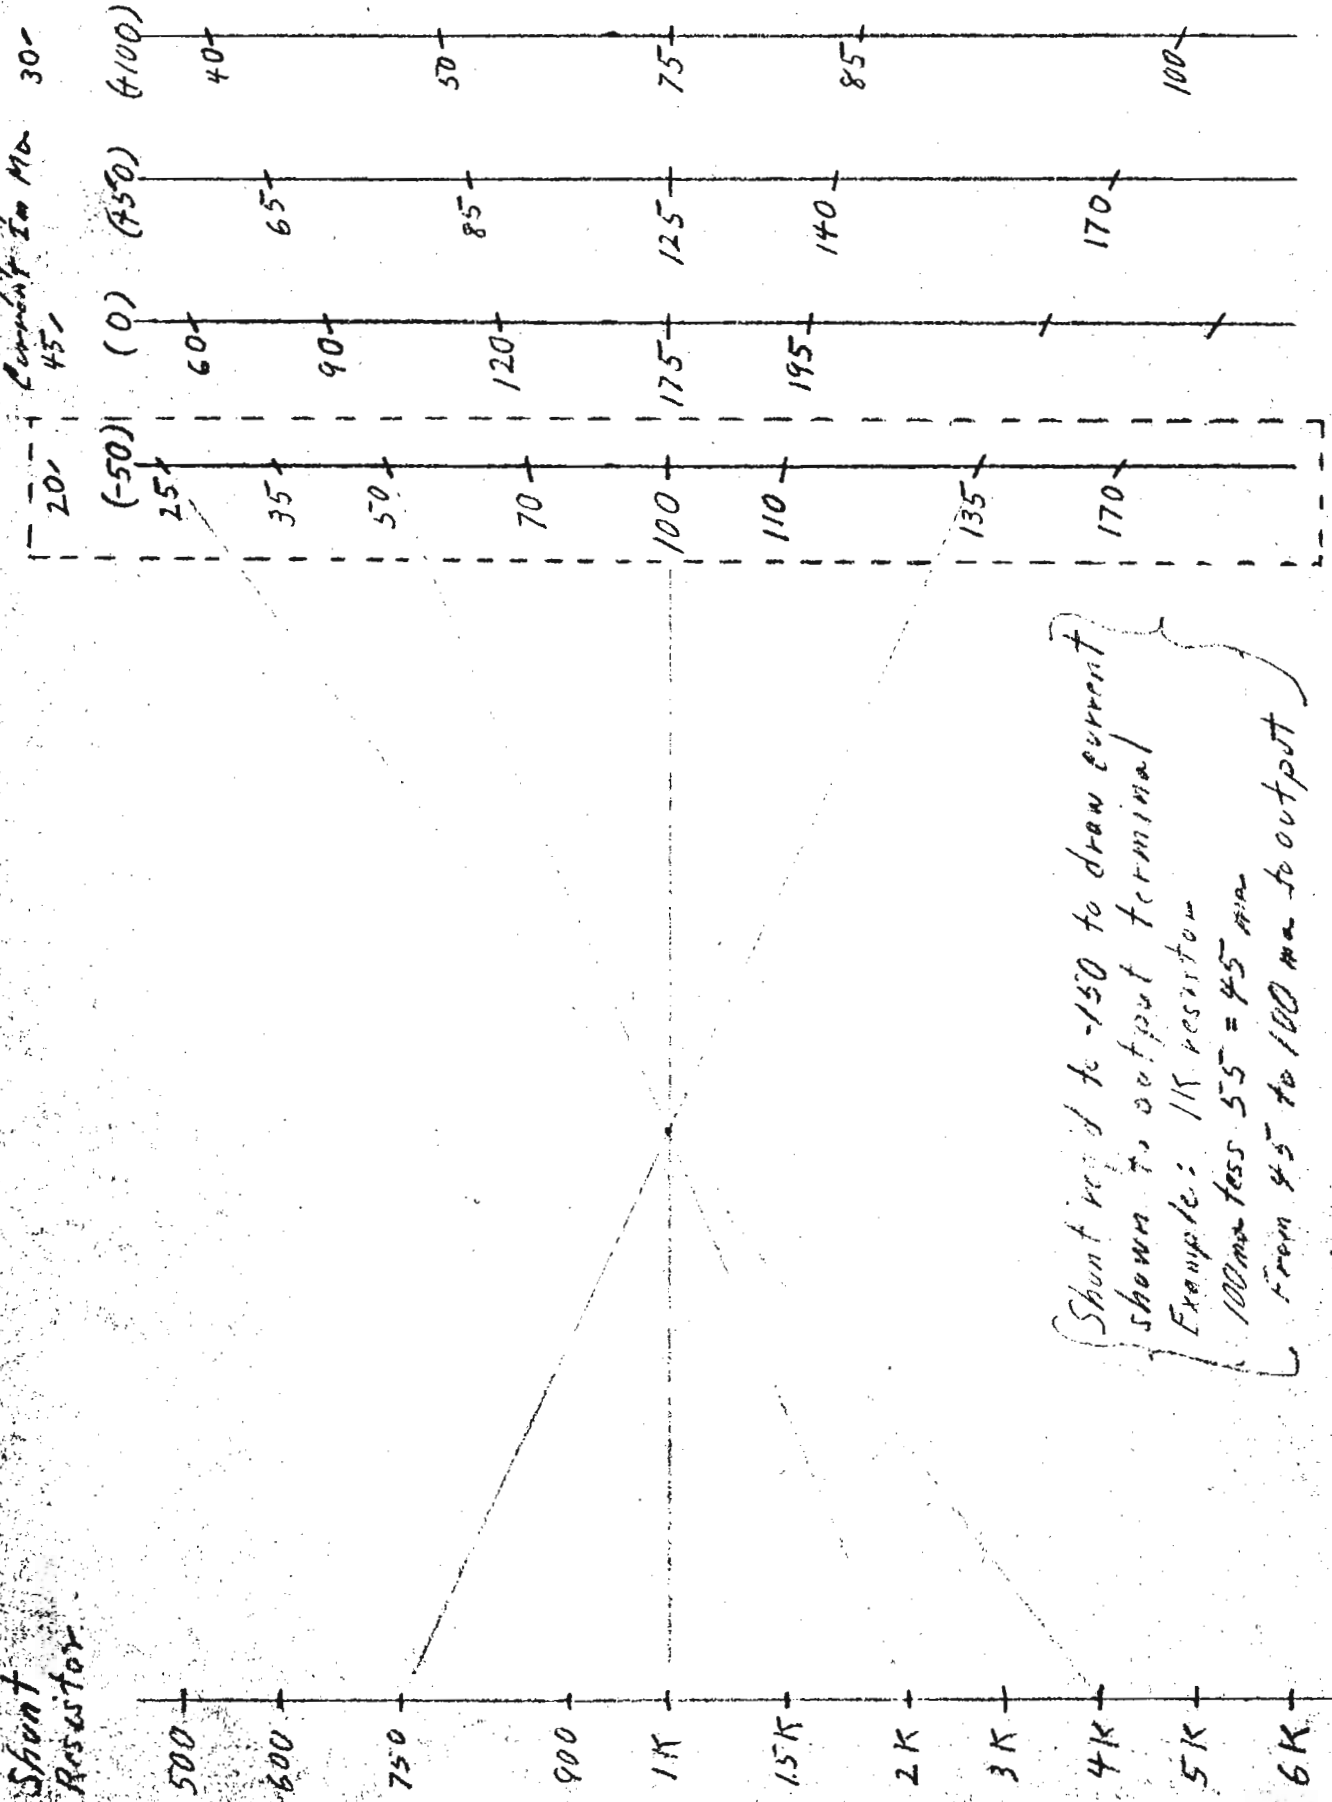 Shunt
Resistor
500
600
750
900
1K
1.5K
2K
3K
4K
5K
6K
Current In Ma
20
45
30
(-50)
25
35
50
70
100
110
135
170
(0)
60
90
120
175
195
(+50)
65
85
125
140
170
(+100)
40
50
75
85
100
Shunt req'd to -150 to draw current
shown to output terminal
Example: 1K resistor
100 ma less 55 = 45 ma
From 45 to 100 ma to output